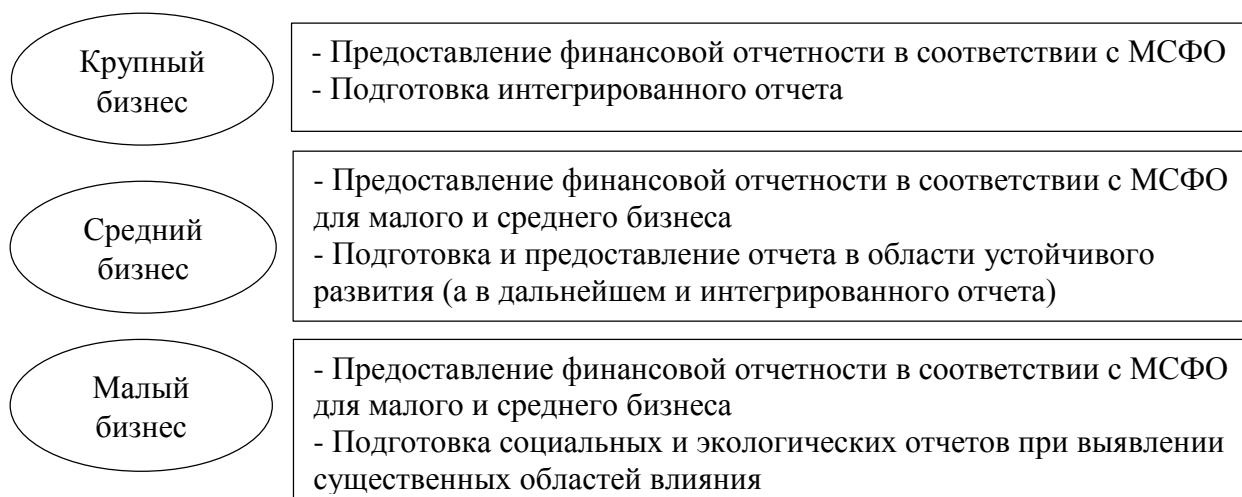 Крупный
бизнес
- Предоставление финансовой отчетности в соответствии с МСФО
- Подготовка интегрированного отчета
Средний
бизнес
- Предоставление финансовой отчетности в соответствии с МСФО
для малого и среднего бизнеса
- Подготовка и предоставление отчета в области устойчивого
развития (а в дальнейшем и интегрированного отчета)
Малый
бизнес
- Предоставление финансовой отчетности в соответствии с МСФО
для малого и среднего бизнеса
- Подготовка социальных и экологических отчетов при выявлении
существенных областей влияния